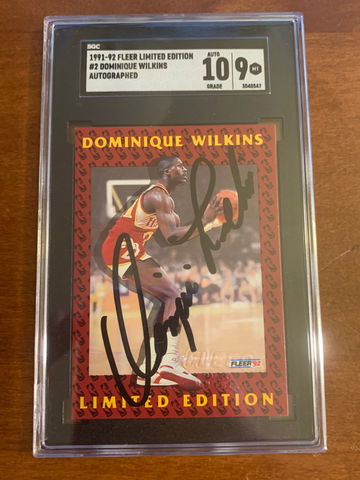 SGC
1991-92 FLEER LIMITED EDITION
#2 DOMINIQUE WILKINS
AUTOGRAPHED
AUTO
10
GRADE
9 MT
3040547
DOMINIQUE WILKINS
FLEER '92
LIMITED EDITION